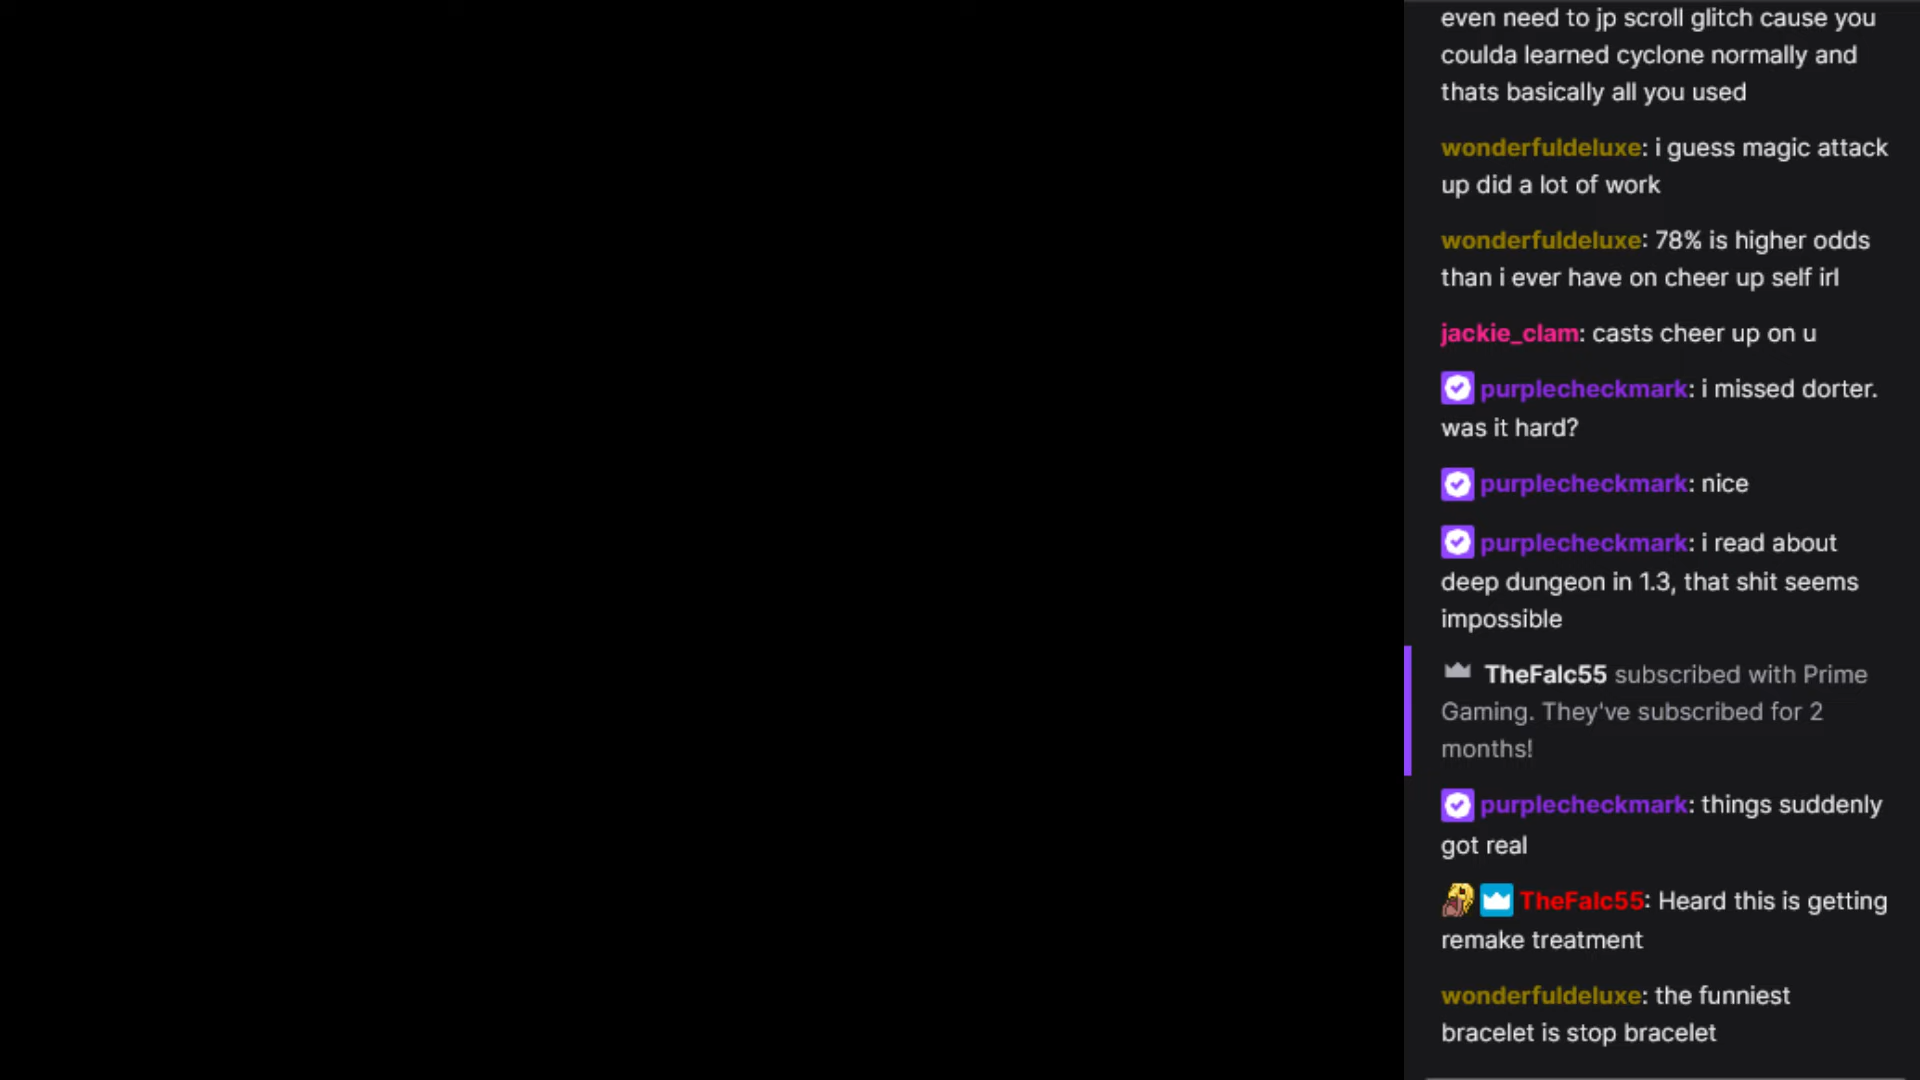 even need to jp scroll glitch cause you
coulda learned cyclone normally and
thats basically all you used
wonderfuldeluxe: i guess magic attack
up did a lot of work
wonderfuldeluxe: 78% is higher odds
than i ever have on cheer up self irl
jackie_clam: casts cheer up on u
purplecheckmark: i missed dorter.
was it hard?
purplecheckmark: nice
purplecheckmark: i read about
deep dungeon in 1.3, that shit seems
impossible
TheFalc55 subscribed with Prime
Gaming. They've subscribed for 2
months!
purplecheckmark: things suddenly
got real
TheFalc55: Heard this is getting
remake treatment
wonderfuldeluxe: the funniest
bracelet is stop bracelet